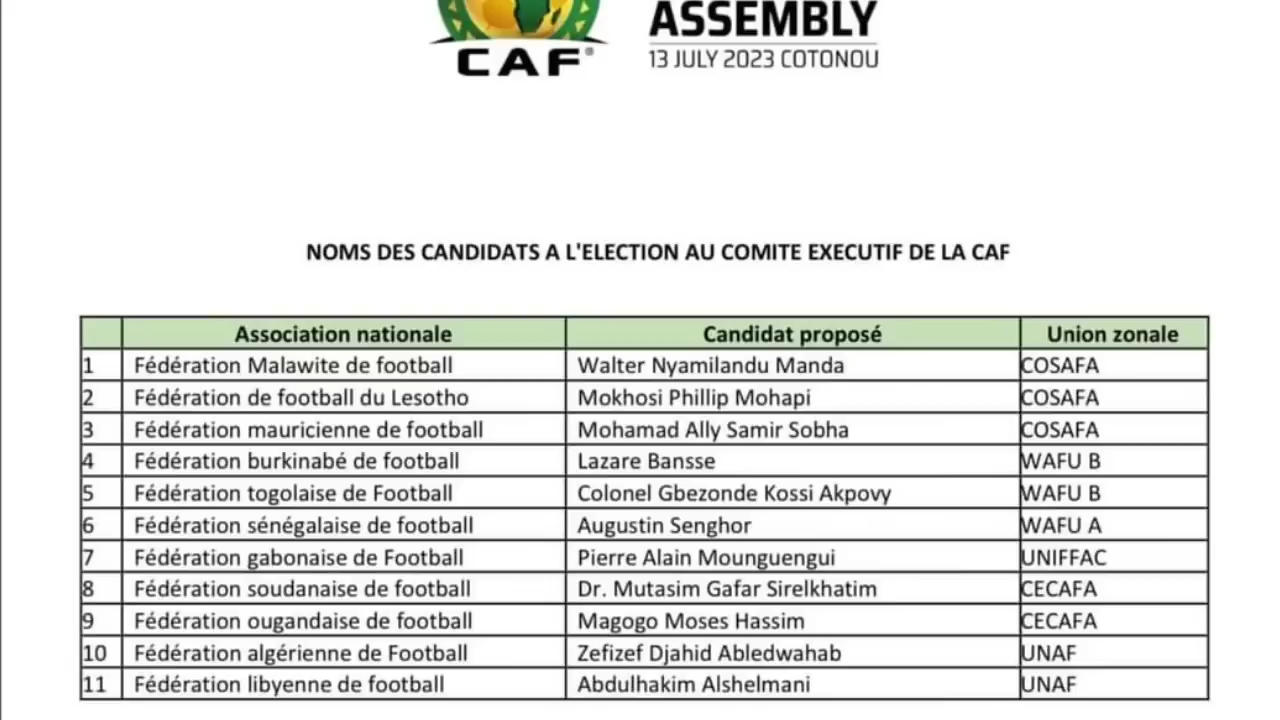 CAF®
ASSEMBLY
13 JULY 2023 COTONOU
NOMS DES CANDIDATS A L'ELECTION AU COMITE EXECUTIF DE LA CAF
Association nationale Candidat proposé Union zonale
1 Fédération Malawite de football Walter Nyamilandu Manda COSAFA
2 Fédération de football du Lesotho Mokhosi Phillip Mohapi COSAFA
3 Fédération mauricienne de football Mohamad Ally Samir Sobha COSAFA
4 Fédération burkinabé de football Lazare Bansse WAFU B
5 Fédération togolaise de Football Colonel Gbezonde Kossi Akpovy WAFU B
6 Fédération sénégalaise de football Augustin Senghor WAFU A
7 Fédération gabonaise de Football Pierre Alain Mounguengui UNIFFAC
8 Fédération soudanaise de football Dr. Mutasim Gafar Sirelkhatim CECAFA
9 Fédération ougandaise de football Magogo Moses Hassim CECAFA
10 Fédération algérienne de Football Zefizef Djahid Abledwahab UNAF
11 Fédération libyenne de football Abdulhakim Alshelmani UNAF